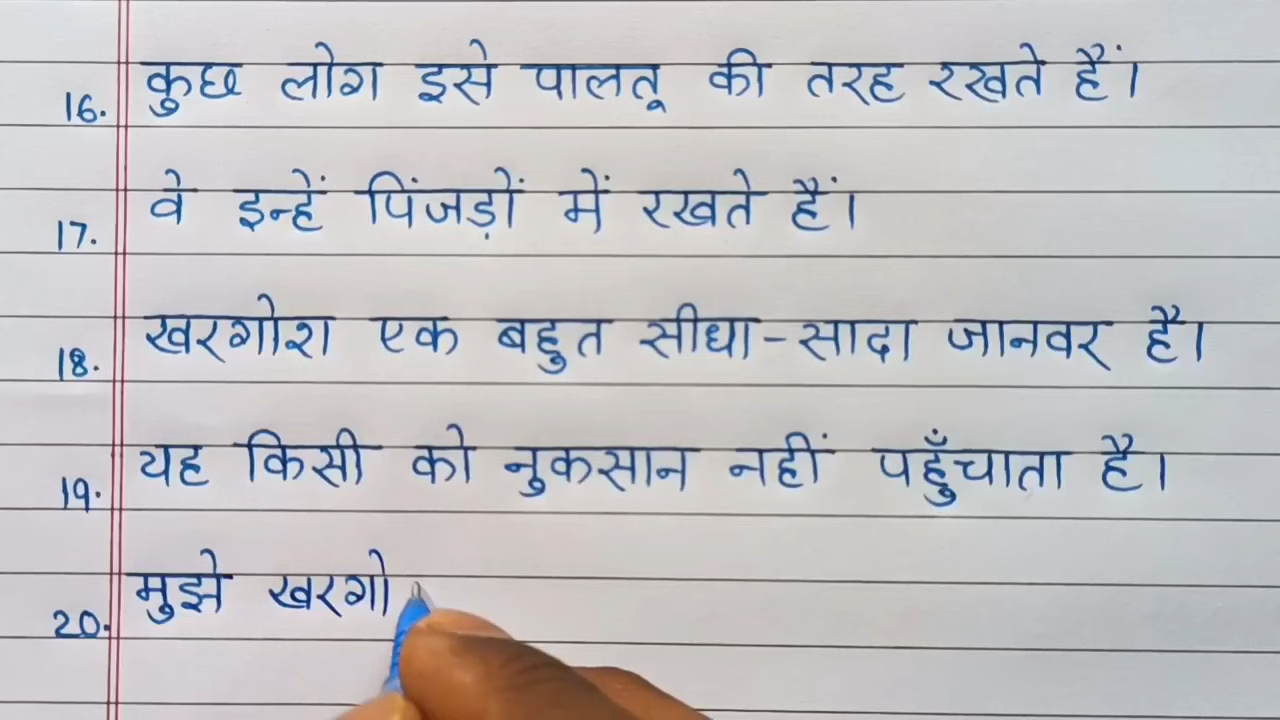 16. कुछ लोग इसे पालतू की तरह रखते हैं।
17. वे इन्हें पिंजड़ों में रखते हैं।
18. खरगोश एक बहुत सीधा-सादा जानवर है।
19. यह किसी को नुकसान नहीं पहुँचाता है।
20. मुझे खरगो